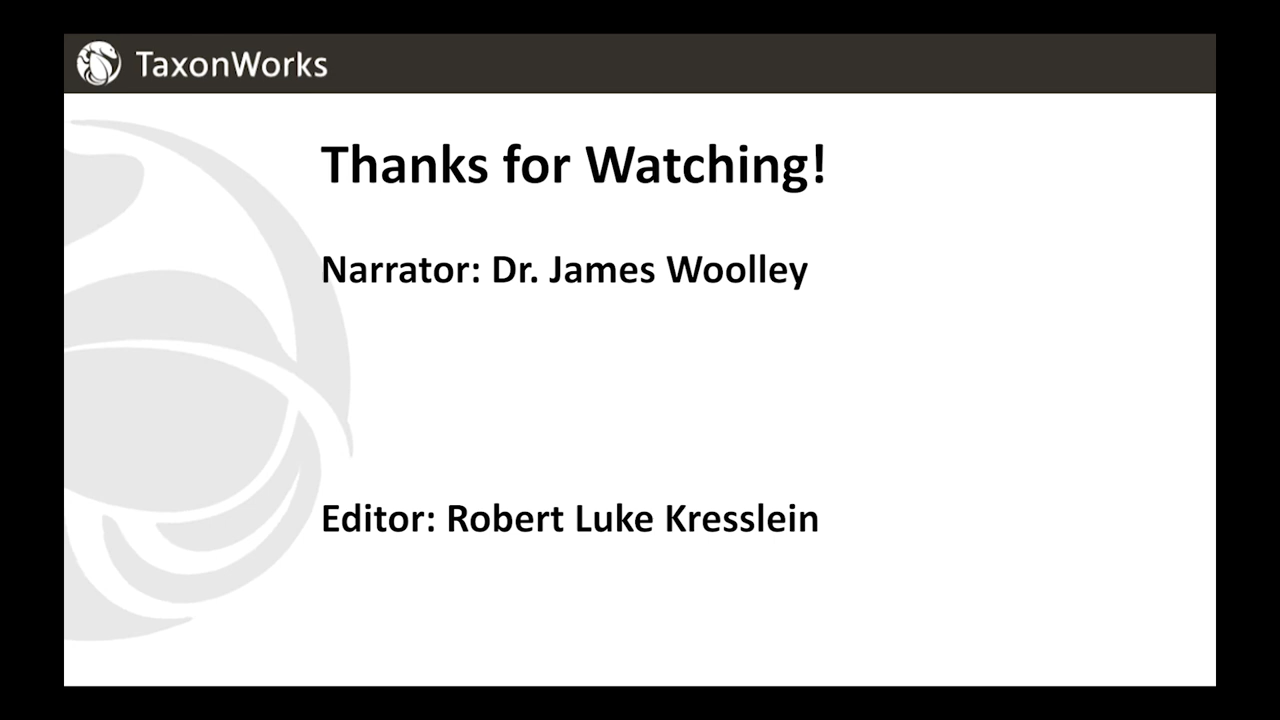 TaxonWorks
Thanks for Watching!
Narrator: Dr. James Woolley
Editor: Robert Luke Kresslein